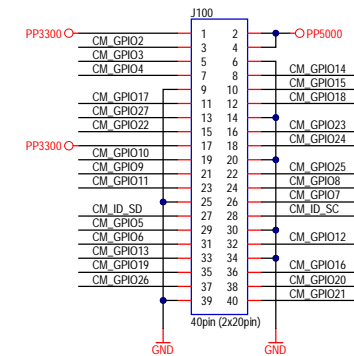 J100
PP3300 1 2 PP5000
CM_GPIO2 3 4
CM_GPIO3 5 6
CM_GPIO4 7 8 CM_GPIO14
9 10 CM_GPIO15
CM_GPIO17 11 12 CM_GPIO18
CM_GPIO27 13 14
CM_GPIO22 15 16 CM_GPIO23
PP3300 17 18 CM_GPIO24
CM_GPIO10 19 20
CM_GPIO9 21 22 CM_GPIO25
CM_GPIO11 23 24 CM_GPIO8
25 26 CM_GPIO7
CM_ID_SD 27 28 CM_ID_SC
CM_GPIO5 29 30
CM_GPIO6 31 32 CM_GPIO12
CM_GPIO13 33 34
CM_GPIO19 35 36 CM_GPIO16
CM_GPIO26 37 38 CM_GPIO20
39 40 CM_GPIO21
40pin (2x20pin)
GND GND